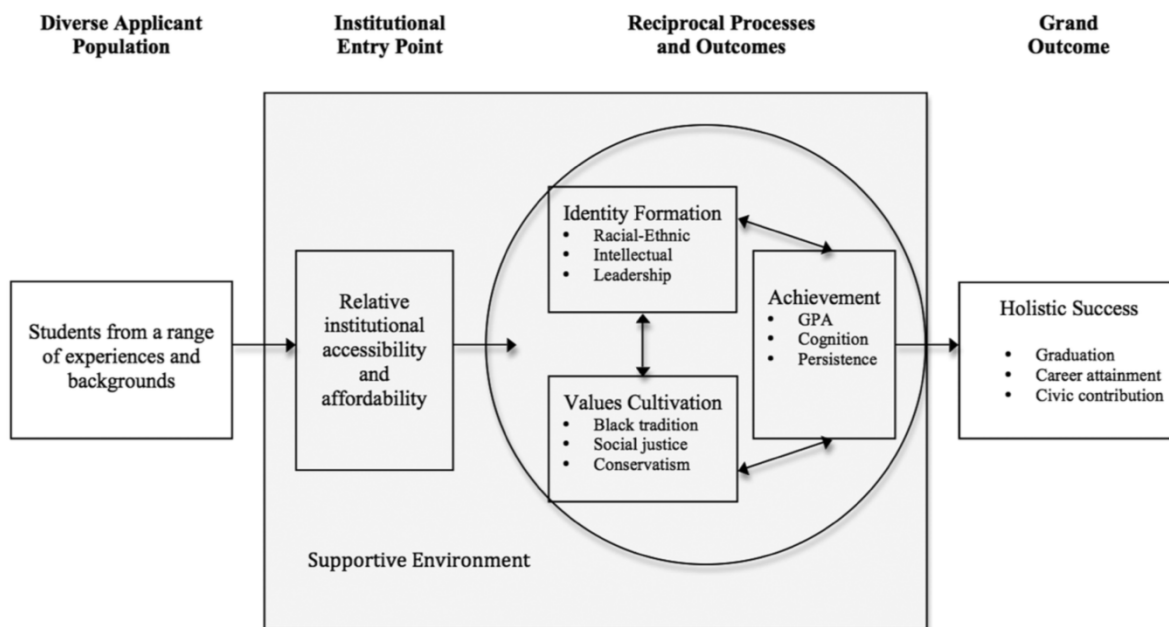 Diverse Applicant
Population
Institutional
Entry Point
Reciprocal Processes
and Outcomes
Grand
Outcome
Students from a range
of experiences and
backgrounds
Relative
institutional
accessibility
and
affordability
Identity Formation
• Racial-Ethnic
• Intellectual
• Leadership
Values Cultivation
• Black tradition
• Social justice
• Conservatism
Achievement
• GPA
• Cognition
• Persistence
Holistic Success
• Graduation
• Career attainment
• Civic contribution
Supportive Environment